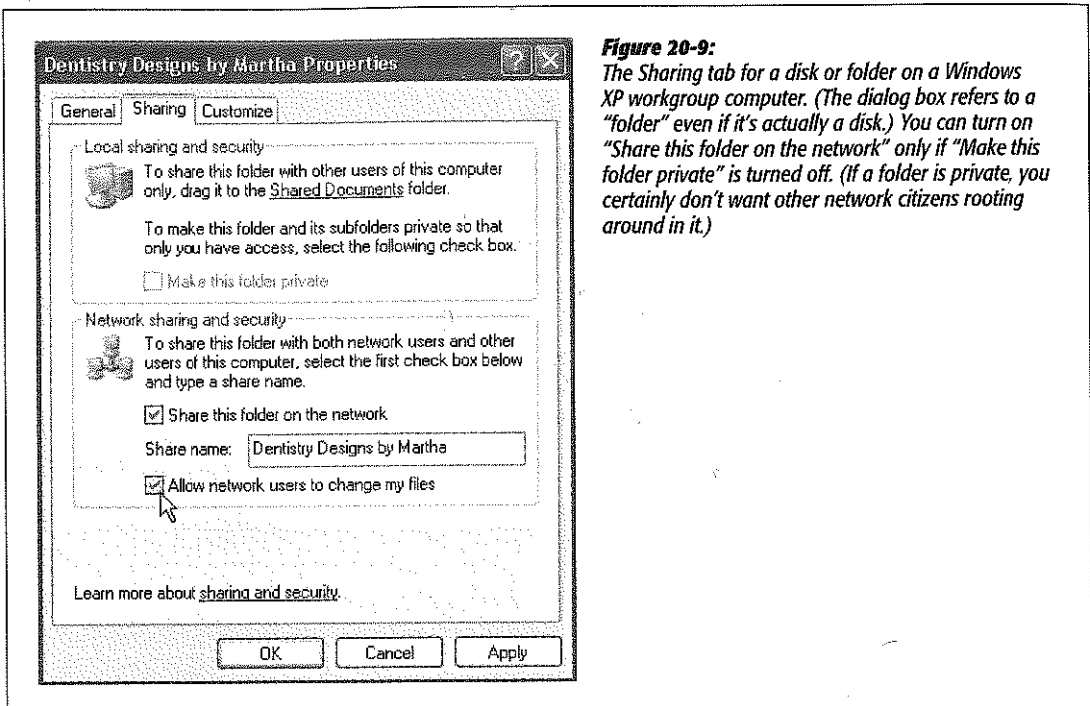 Dentistry Designs by Martha Properties
General Sharing Customize
Local sharing and security
To share this folder with other users of this computer
only, drag it to the Shared Documents folder.
To make this folder and its subfolders private so that
only you have access, select the following check box.
Make this folder private
Network sharing and security
To share this folder with both network users and other
users of this computer, select the first check box below
and type a share name.
Share this folder on the network
Share name: Dentistry Designs by Martha
Allow network users to change my files
Learn more about sharing and security.
OK Cancel Apply
Figure 20-9:
The Sharing tab for a disk or folder on a Windows
XP workgroup computer. (The dialog box refers to a
"folder" even if it's actually a disk.) You can turn on
"Share this folder on the network" only if "Make this
folder private" is turned off. (If a folder is private, you
certainly don't want other network citizens rooting
around in it.)